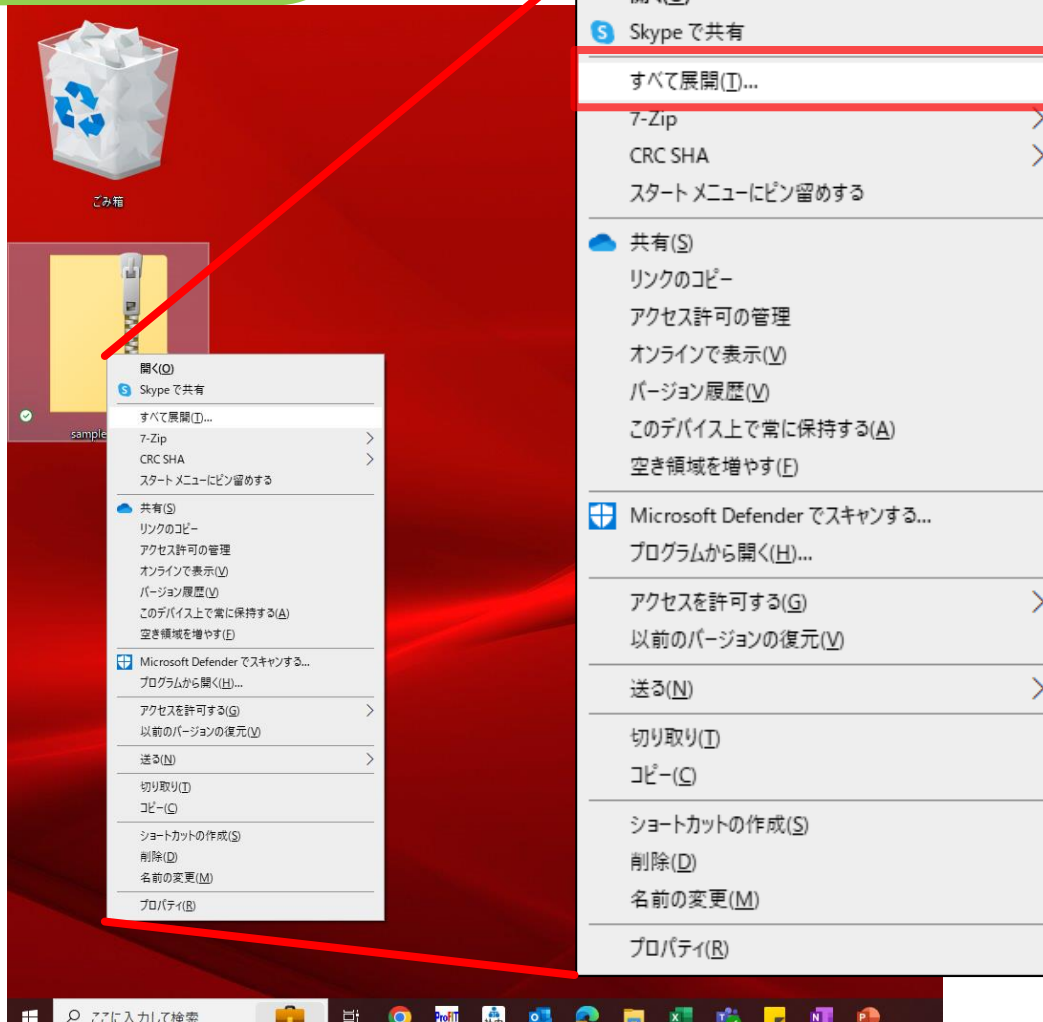 ごみ箱
sample
開く(O)
Skype で共有
すべて展開(T)...
7-Zip
CRC SHA
スタート メニューにピン留めする
共有(S)
リンクのコピー
アクセス許可の管理
オンラインで表示(V)
バージョン履歴(V)
このデバイス上で常に保持する(A)
空き領域を増やす(F)
Microsoft Defender でスキャンする...
プログラムから開く(H)...
アクセスを許可する(G)
以前のバージョンの復元(V)
送る(N)
切り取り(T)
コピー(C)
ショートカットの作成(S)
削除(D)
名前の変更(M)
プロパティ(R)
ここに入力して検索
ProFIT
開く(O)
Skype で共有
すべて展開(T)...
7-Zip
CRC SHA
スタート メニューにピン留めする
共有(S)
リンクのコピー
アクセス許可の管理
オンラインで表示(V)
バージョン履歴(V)
このデバイス上で常に保持する(A)
空き領域を増やす(F)
Microsoft Defender でスキャンする...
プログラムから開く(H)...
アクセスを許可する(G)
以前のバージョンの復元(V)
送る(N)
切り取り(T)
コピー(C)
ショートカットの作成(S)
削除(D)
名前の変更(M)
プロパティ(R)